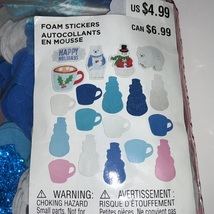 US $4.99
FOAM STICKERS
AUTOCOLLANTS
EN MOUSSE
CAN $6.99
HAPPY
HOLIDAYS
⚠ WARNING:
CHOKING HAZARD
Small parts. Not for
⚠ AVERTISSEMENT:
RISQUE D'ÉTOUFFEMENT
Petites pièces. Ne convient pas